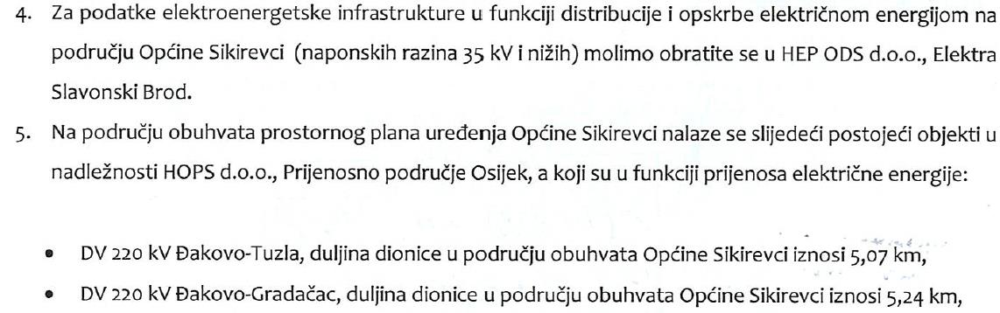 4. Za podatke elektroenergetske infrastrukture u funkciji distribucije i opskrbe električnom energijom na
području Općine Sikirevci (naponskih razina 35 kV i nižih) molimo obratite se u HEP ODS d.o.o., Elektra
Slavonski Brod.
5. Na području obuhvata prostornog plana uređenja Općine Sikirevci nalaze se slijedeći postojeći objekti u
nadležnosti HOPS d.o.o., Prijenosno područje Osijek, a koji su u funkciji prijenosa električne energije:
• DV 220 kV Đakovo-Tuzla, duljina dionice u području obuhvata Općine Sikirevci iznosi 5,07 km,
• DV 220 kV Đakovo-Gradačac, duljina dionice u području obuhvata Općine Sikirevci iznosi 5,24 km,